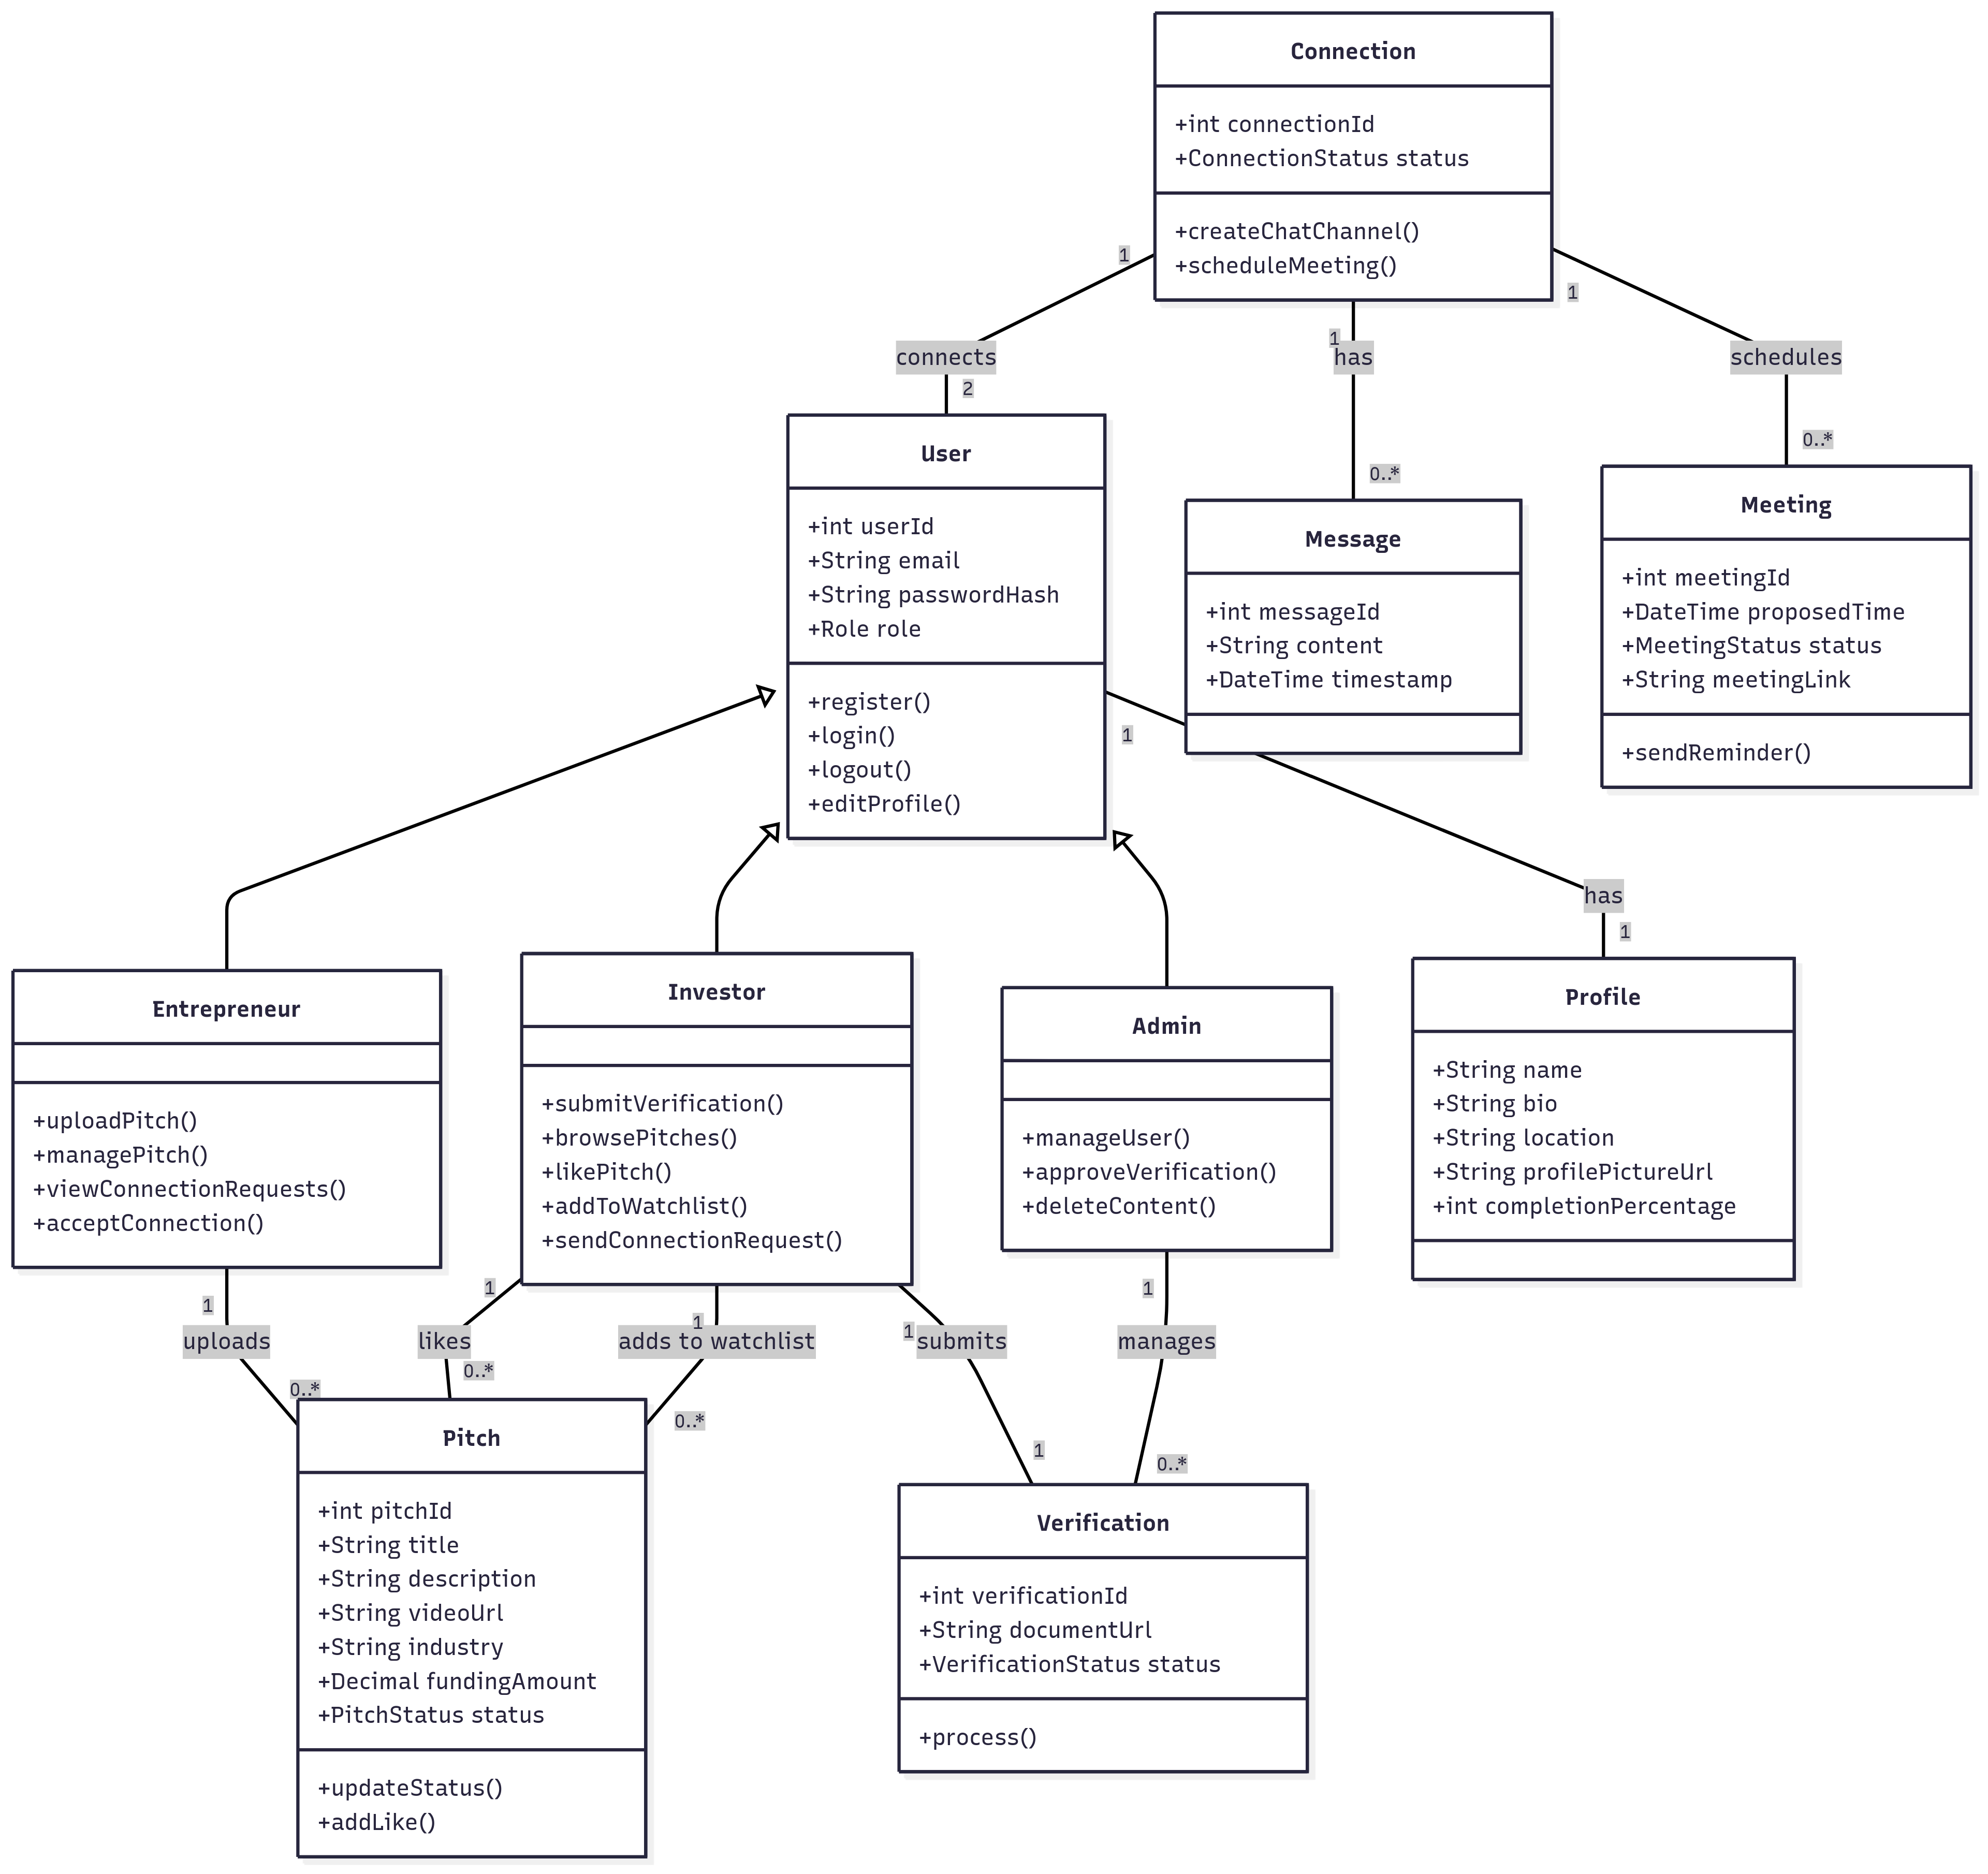 Connection
+int connectionId
+ConnectionStatus status
+createChatChannel()
+scheduleMeeting()
1
1
1
connects
has
schedules
2
0..*
0..*
User
+int userId
+String email
+String passwordHash
+Role role
+register()
+login()
+logout()
+editProfile()
Message
+int messageId
+String content
+DateTime timestamp
Meeting
+int meetingId
+DateTime proposedTime
+MeetingStatus status
+String meetingLink
+sendReminder()
1
has
1
Entrepreneur
+uploadPitch()
+managePitch()
+viewConnectionRequests()
+acceptConnection()
Investor
+submitVerification()
+browsePitches()
+likePitch()
+addToWatchlist()
+sendConnectionRequest()
Admin
+manageUser()
+approveVerification()
+deleteContent()
Profile
+String name
+String bio
+String location
+String profilePictureUrl
+int completionPercentage
1
1
1
1
1
uploads
likes
adds to watchlist
submits
manages
0..*
0..*
0..*
1
0..*
Pitch
+int pitchId
+String title
+String description
+String videoUrl
+String industry
+Decimal fundingAmount
+PitchStatus status
+updateStatus()
+addLike()
Verification
+int verificationId
+String documentUrl
+VerificationStatus status
+process()